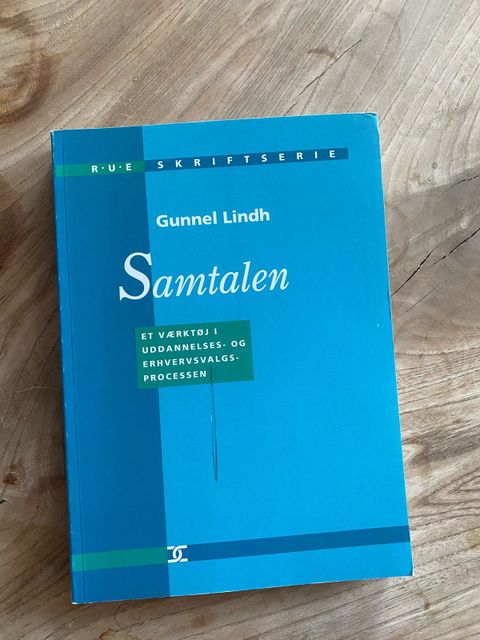 R·U·E SKRIFTSERIE
Gunnel Lindh
Samtalen
ET VÆRKTØJ I
UDDANNELSES- OG
ERHVERVSVALGS-
PROCESSEN